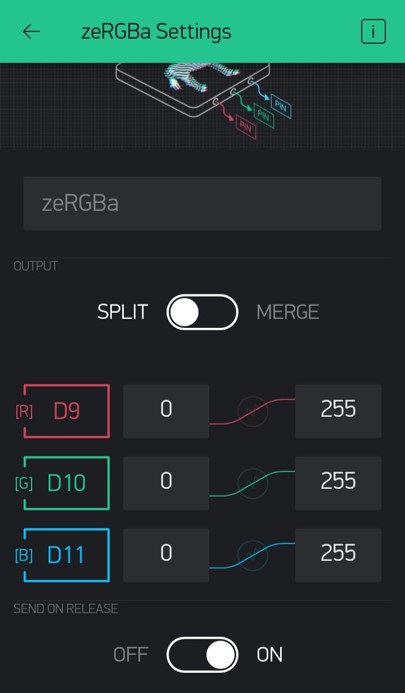 zeRGBa Settings
i
PIN
PIN
PIN
zeRGBa
OUTPUT
SPLIT MERGE
[R] D9 0 255
[G] D10 0 255
[B] D11 0 255
SEND ON RELEASE
OFF ON